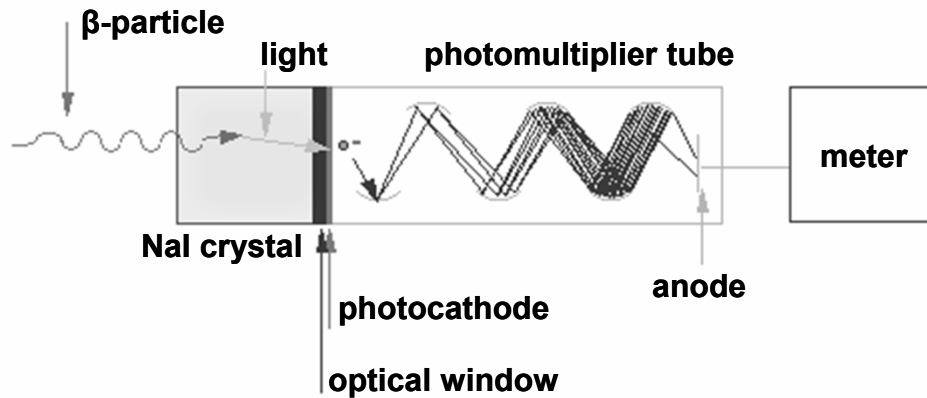 β-particle
light
photomultiplier tube
meter
NaI crystal
anode
photocathode
optical window
e-